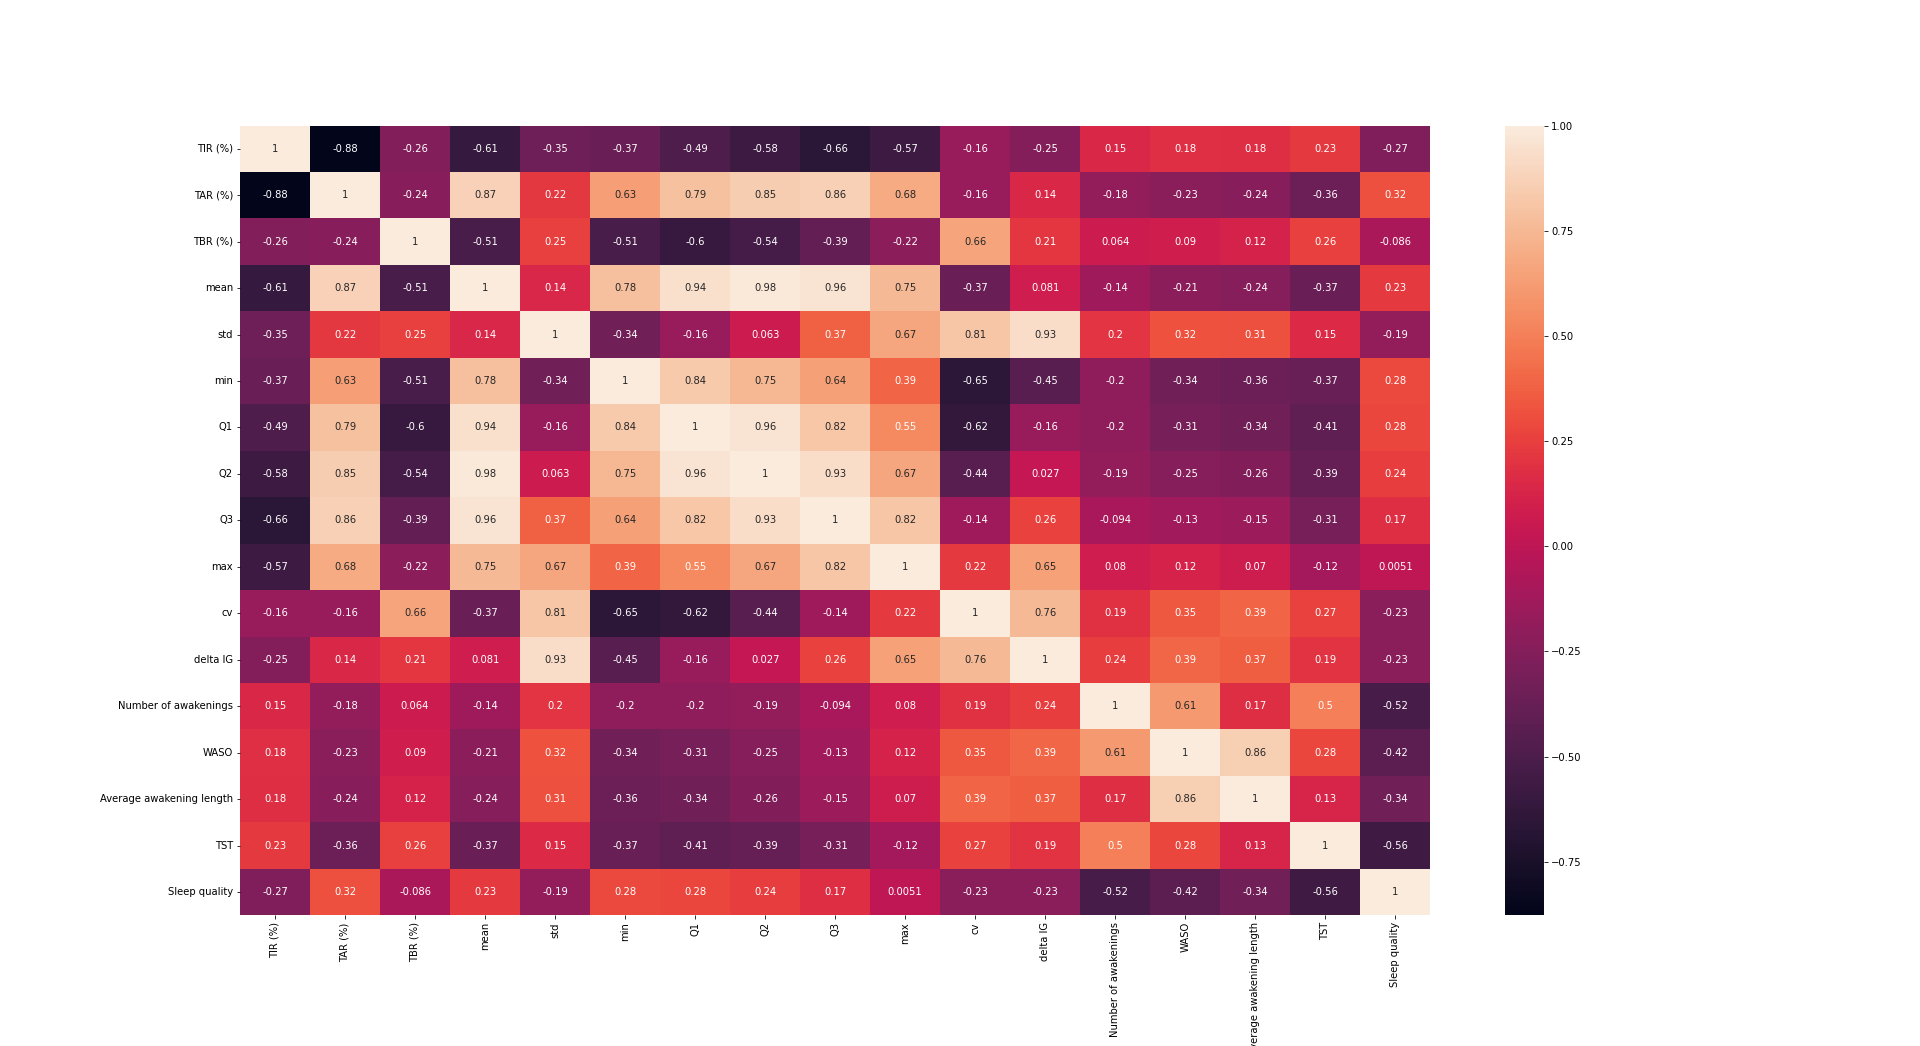 TIR (%) 1 -0.88 -0.26 -0.61 -0.35 -0.37 -0.49 -0.58 -0.66 -0.57 -0.16 -0.25 0.15 0.18 0.18 0.23 -0.27
TAR (%) -0.88 1 -0.24 0.87 0.22 0.63 0.79 0.85 0.86 0.68 -0.16 0.14 -0.18 -0.23 -0.24 -0.36 0.32
TBR (%) -0.26 -0.24 1 -0.51 0.25 -0.51 -0.6 -0.54 -0.39 -0.22 0.66 0.21 0.064 0.09 0.12 0.26 -0.086
mean -0.61 0.87 -0.51 1 0.14 0.78 0.94 0.98 0.96 0.75 -0.37 0.081 -0.14 -0.21 -0.24 -0.37 0.23
std -0.35 0.22 0.25 0.14 1 -0.34 -0.16 0.063 0.37 0.67 0.81 0.93 0.2 0.32 0.31 0.15 -0.19
min -0.37 0.63 -0.51 0.78 -0.34 1 0.84 0.75 0.64 0.39 -0.65 -0.45 -0.2 -0.34 -0.36 -0.37 0.28
Q1 -0.49 0.79 -0.6 0.94 -0.16 0.84 1 0.96 0.82 0.55 -0.62 -0.16 -0.2 -0.31 -0.34 -0.41 0.28
Q2 -0.58 0.85 -0.54 0.98 0.063 0.75 0.96 1 0.93 0.67 -0.44 0.027 -0.19 -0.25 -0.26 -0.39 0.24
Q3 -0.66 0.86 -0.39 0.96 0.37 0.64 0.82 0.93 1 0.82 -0.14 0.26 -0.094 -0.13 -0.15 -0.31 0.17
max -0.57 0.68 -0.22 0.75 0.67 0.39 0.55 0.67 0.82 1 0.22 0.65 0.08 0.12 0.07 -0.12 0.0051
cv -0.16 -0.16 0.66 -0.37 0.81 -0.65 -0.62 -0.44 -0.14 0.22 1 0.76 0.19 0.35 0.39 0.27 -0.23
delta IG -0.25 0.14 0.21 0.081 0.93 -0.45 -0.16 0.027 0.26 0.65 0.76 1 0.24 0.39 0.37 0.19 -0.23
Number of awakenings 0.15 -0.18 0.064 -0.14 0.2 -0.2 -0.2 -0.19 -0.094 0.08 0.19 0.24 1 0.61 0.17 0.5 -0.52
WASO 0.18 -0.23 0.09 -0.21 0.32 -0.34 -0.31 -0.25 -0.13 0.12 0.35 0.39 0.61 1 0.86 0.28 -0.42
Average awakening length 0.18 -0.24 0.12 -0.24 0.31 -0.36 -0.34 -0.26 -0.15 0.07 0.39 0.37 0.17 0.86 1 0.13 -0.34
TST 0.23 -0.36 0.26 -0.37 0.15 -0.37 -0.41 -0.39 -0.31 -0.12 0.27 0.19 0.5 0.28 0.13 1 -0.56
Sleep quality -0.27 0.32 -0.086 0.23 -0.19 0.28 0.28 0.24 0.17 0.0051 -0.23 -0.23 -0.52 -0.42 -0.34 -0.56 1
TIR (%)
TAR (%)
TBR (%)
mean
std
min
Q1
Q2
Q3
max
cv
delta IG
Number of awakenings
WASO
verage awakening length
TST
Sleep quality
1.00
0.75
0.50
0.25
0.00
−0.25
−0.50
−0.75